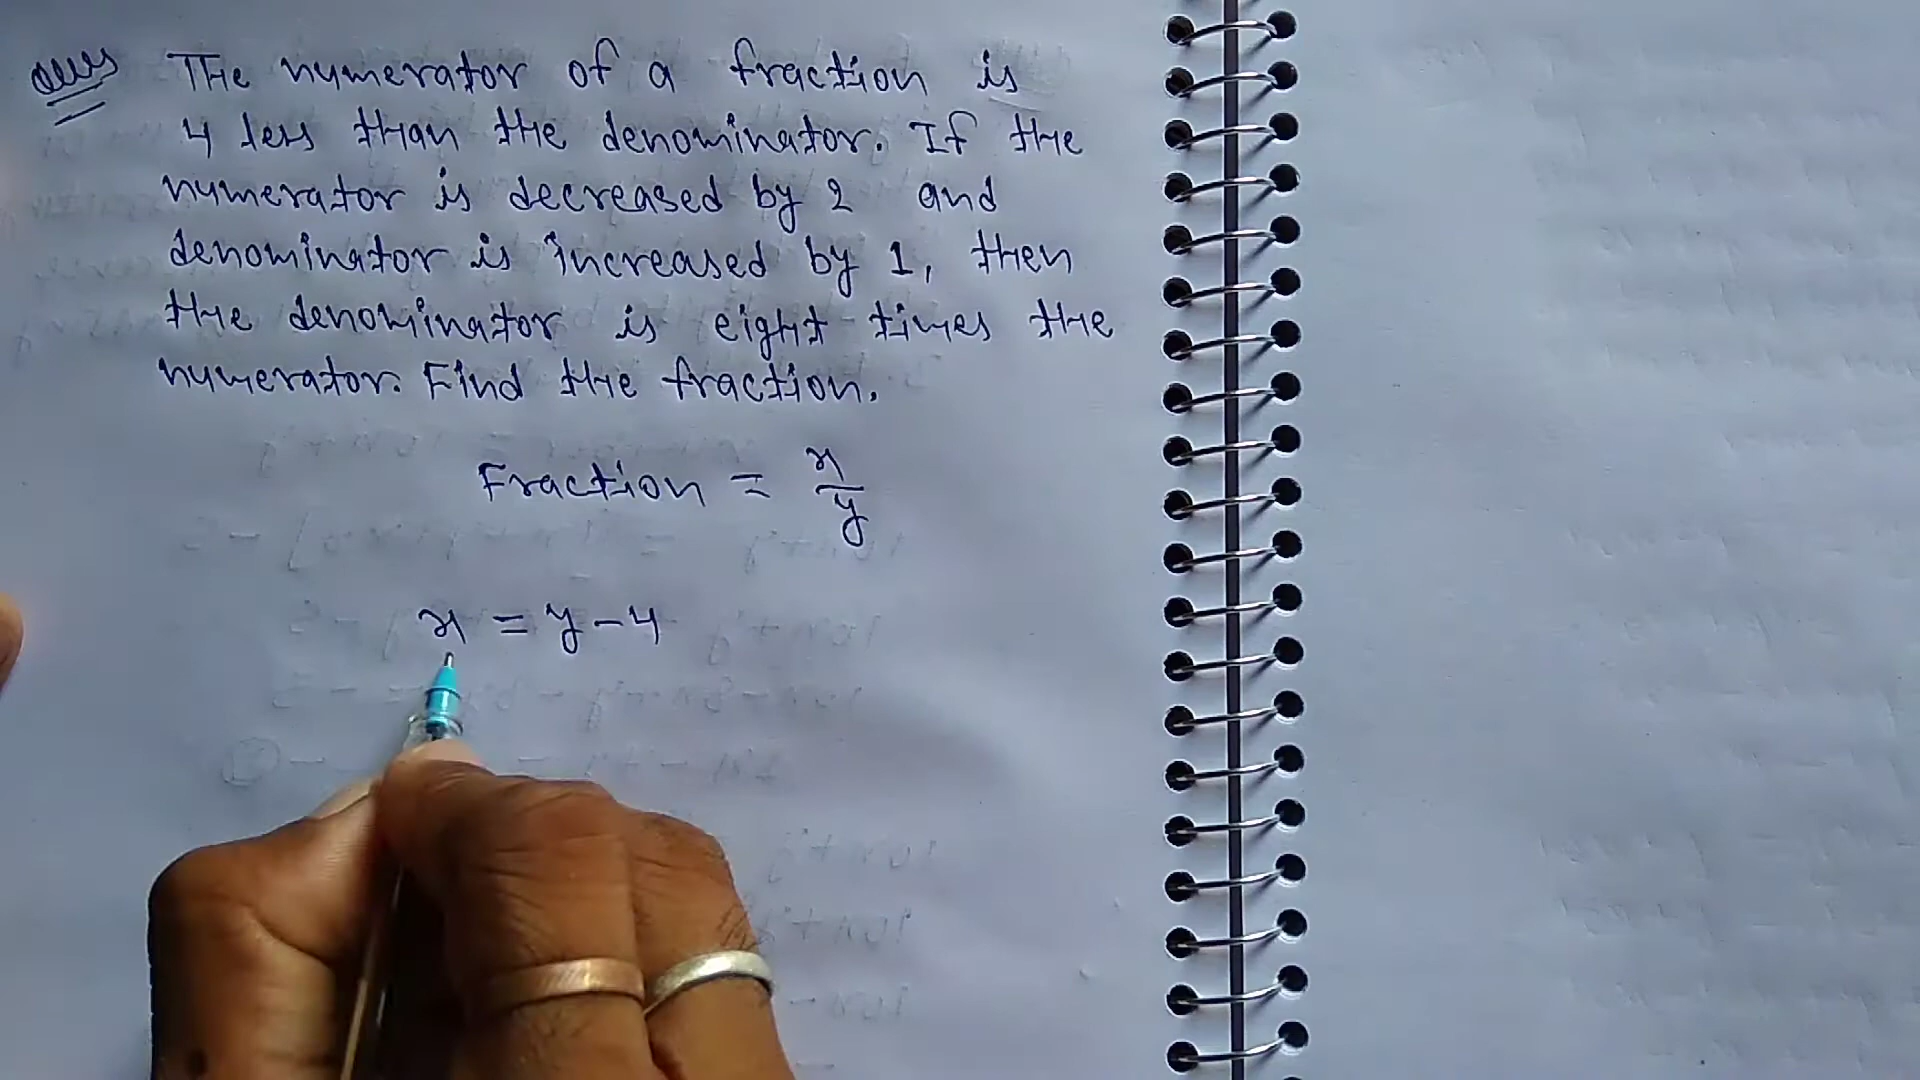 Ques The numerator of a fraction is
4 less than the denominator. If the
numerator is decreased by 2 and
denominator is increased by 1, then
the denominator is eight times the
numerator. Find the fraction.
Fraction = x/y
x = y - 4